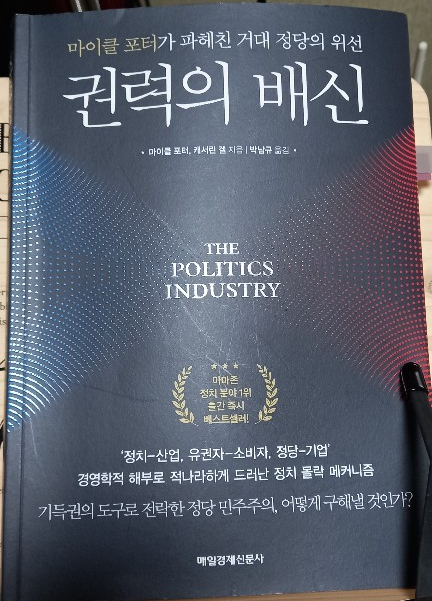 마이클 포터가 파헤친 거대 정당의 위선
권력의 배신
• 마이클 포터, 캐서린 겔 지음 | 박남규 옮김 •
THE
POLITICS
INDUSTRY
★ ★ ★
아마존
정치 분야 1위
출간 즉시
베스트셀러!
‘정치–산업, 유권자–소비자, 정당–기업’
경영학적 해부로 적나라하게 드러난 정치 몰락 메커니즘
기득권의 도구로 전락한 정당 민주주의, 어떻게 구해낼 것인가?
매일경제신문사